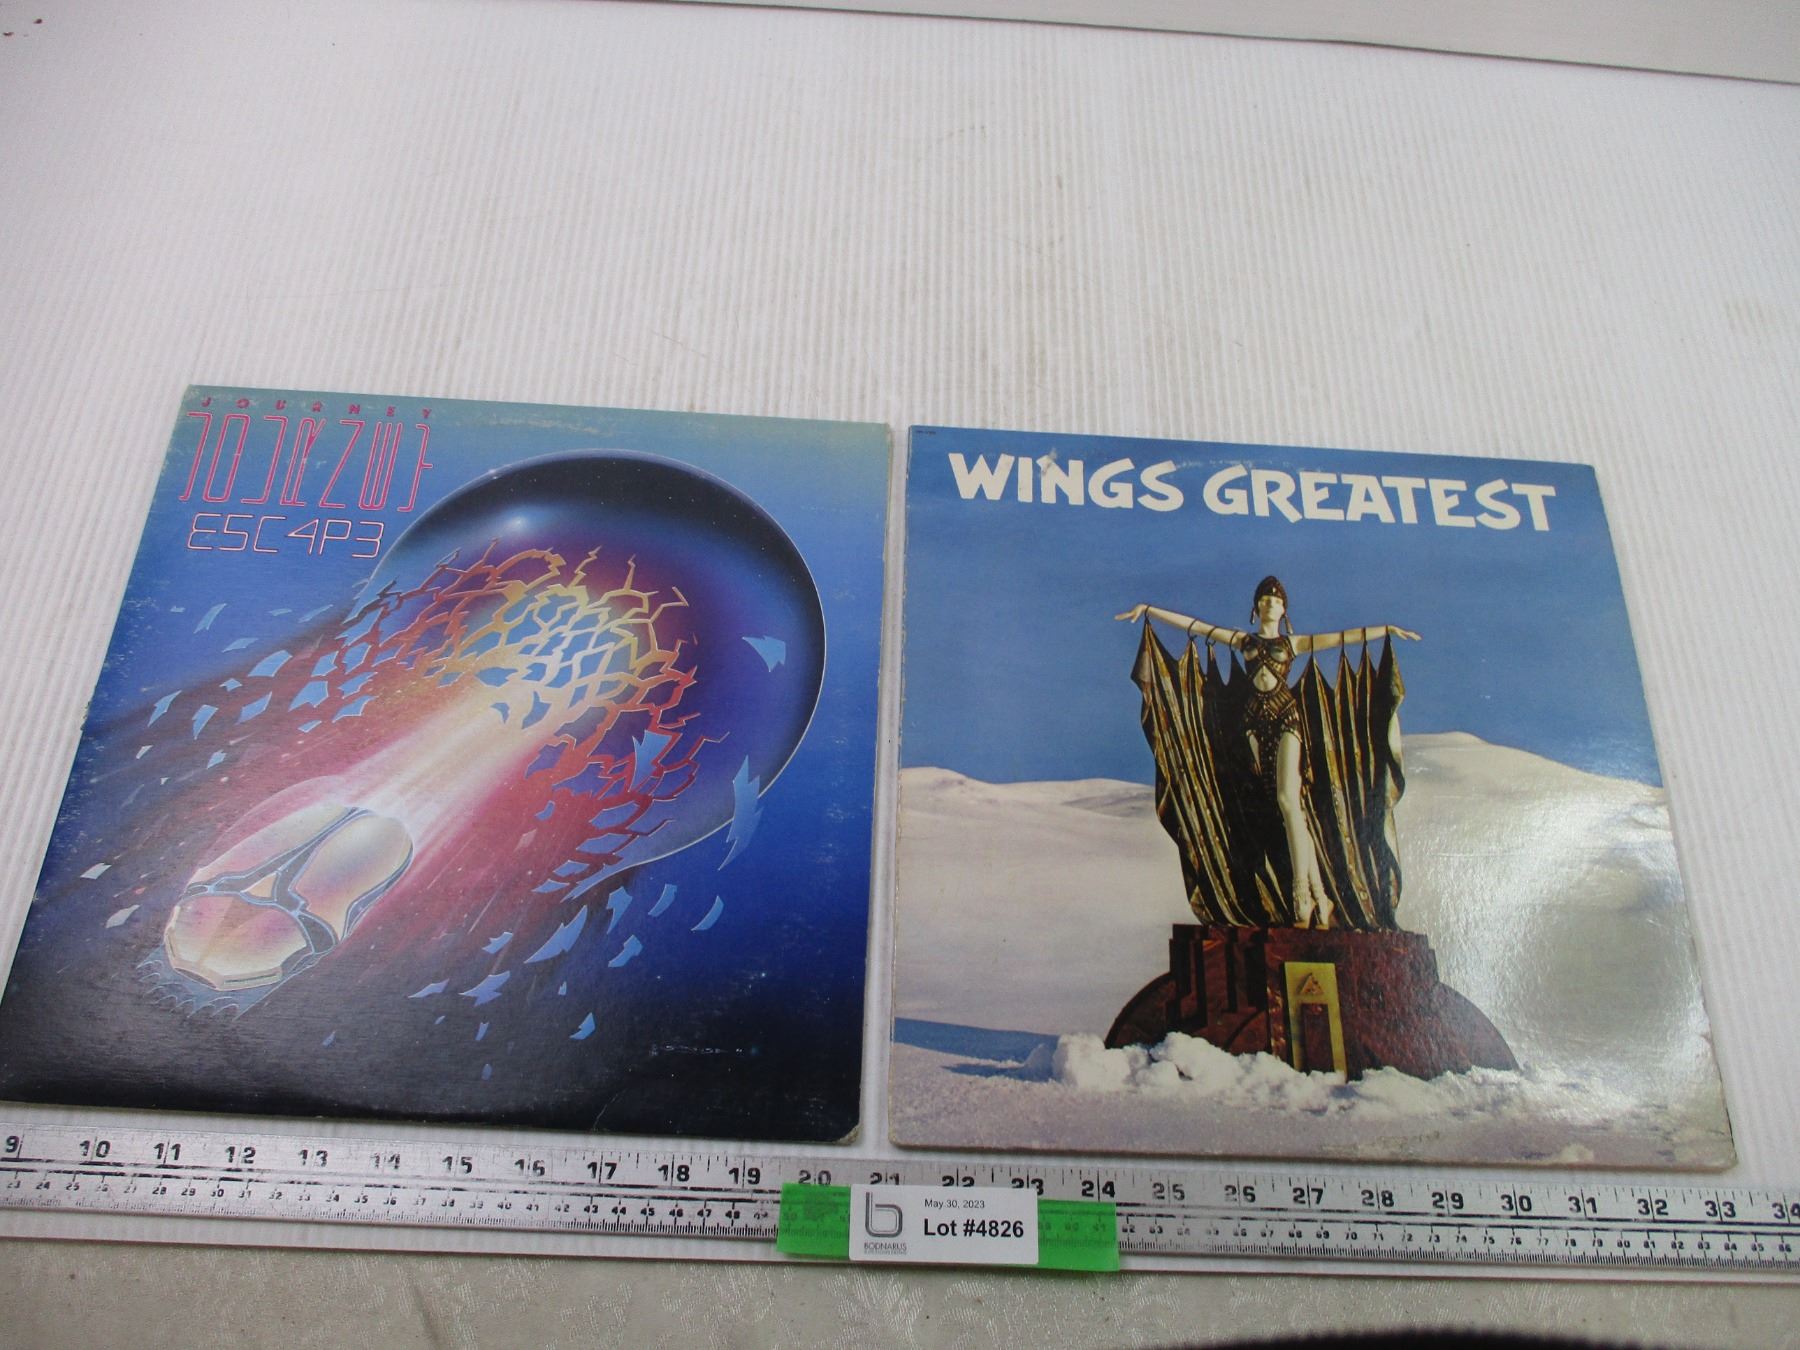 JOURNEY
ESC4P3
WINGS GREATEST
9 10 11 12 13 14 15 16 17 18 19 20 21 22 23 24 25 26 27 28 29 30 31 32 33 34
May 30, 2023
Lot #4826
BODNARUS